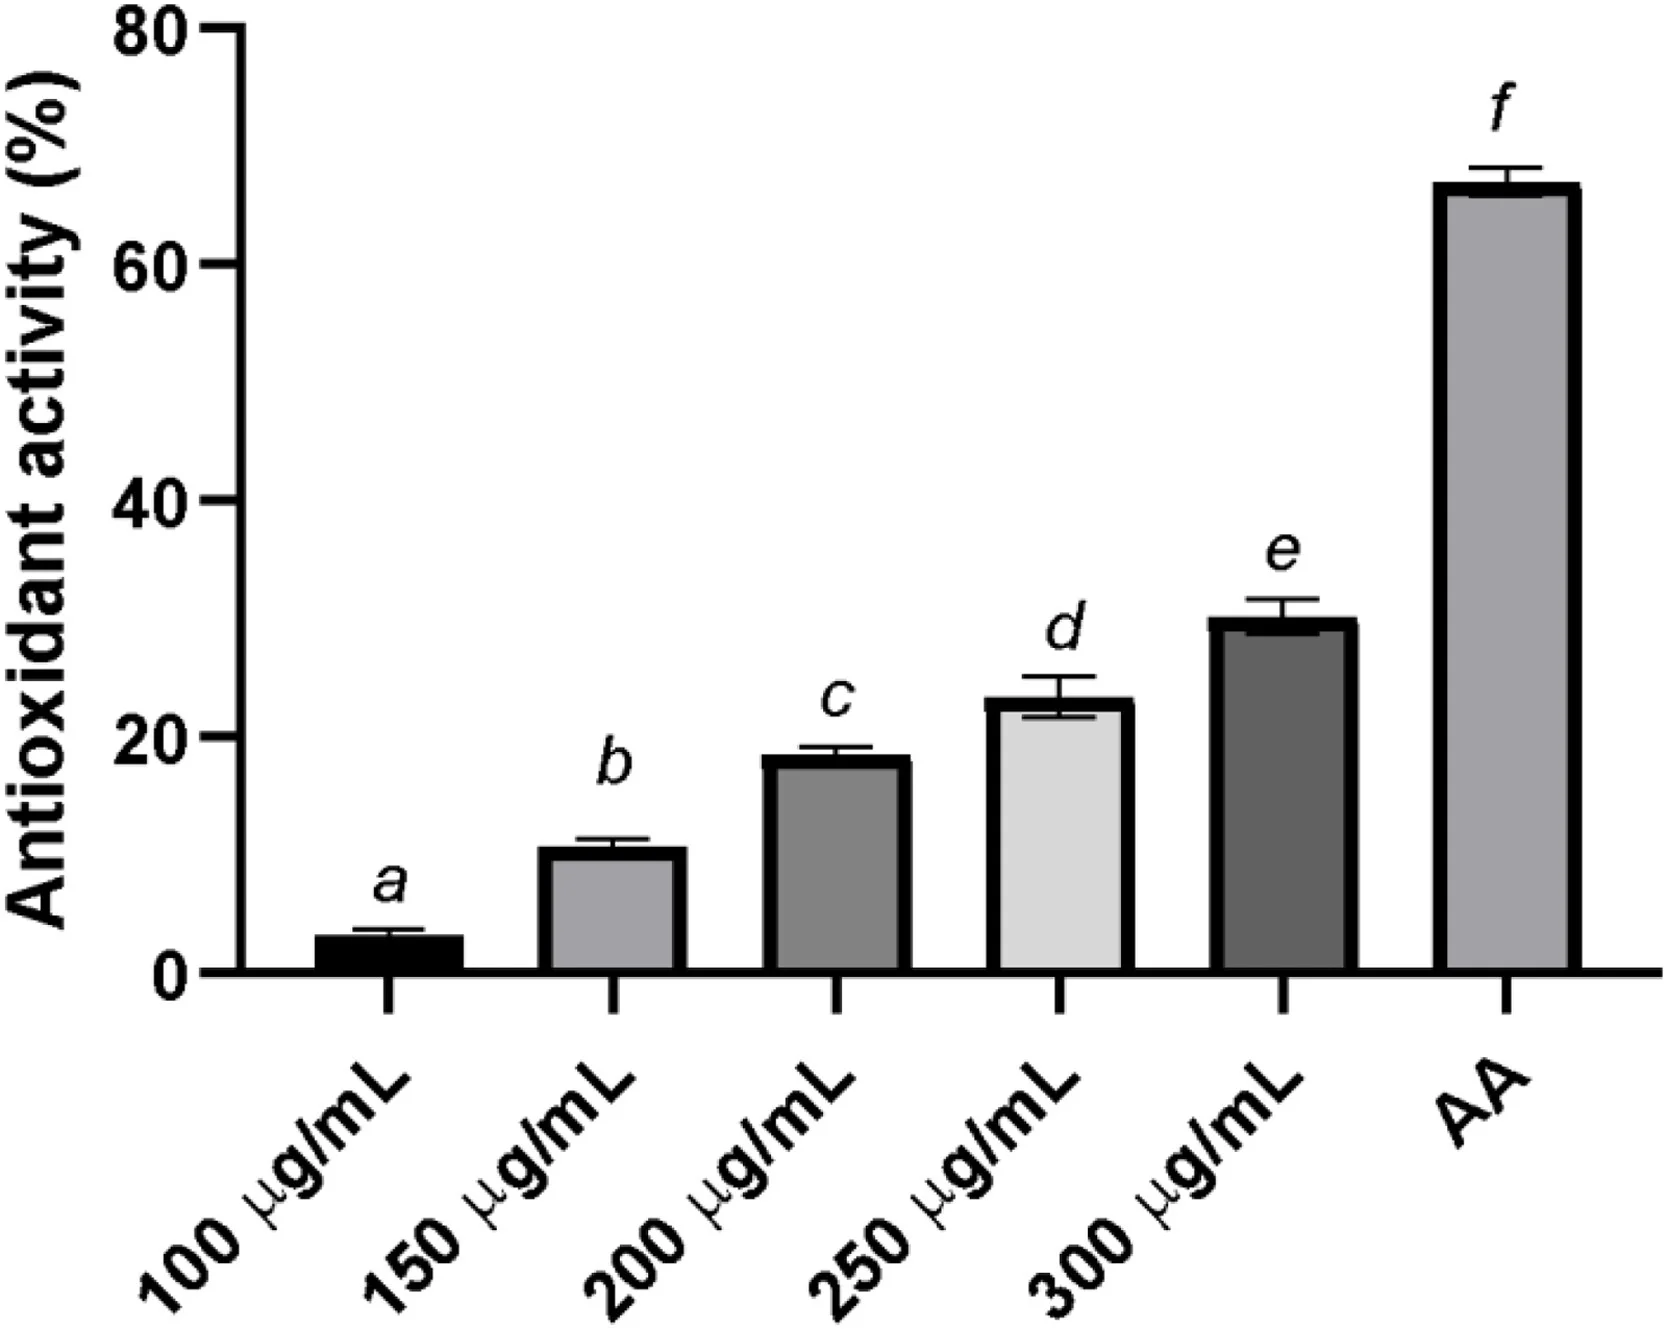 Antioxidant activity (%)
80
60
40
20
0
a
b
c
d
e
f
100 μg/mL
150 μg/mL
200 μg/mL
250 μg/mL
300 μg/mL
AA